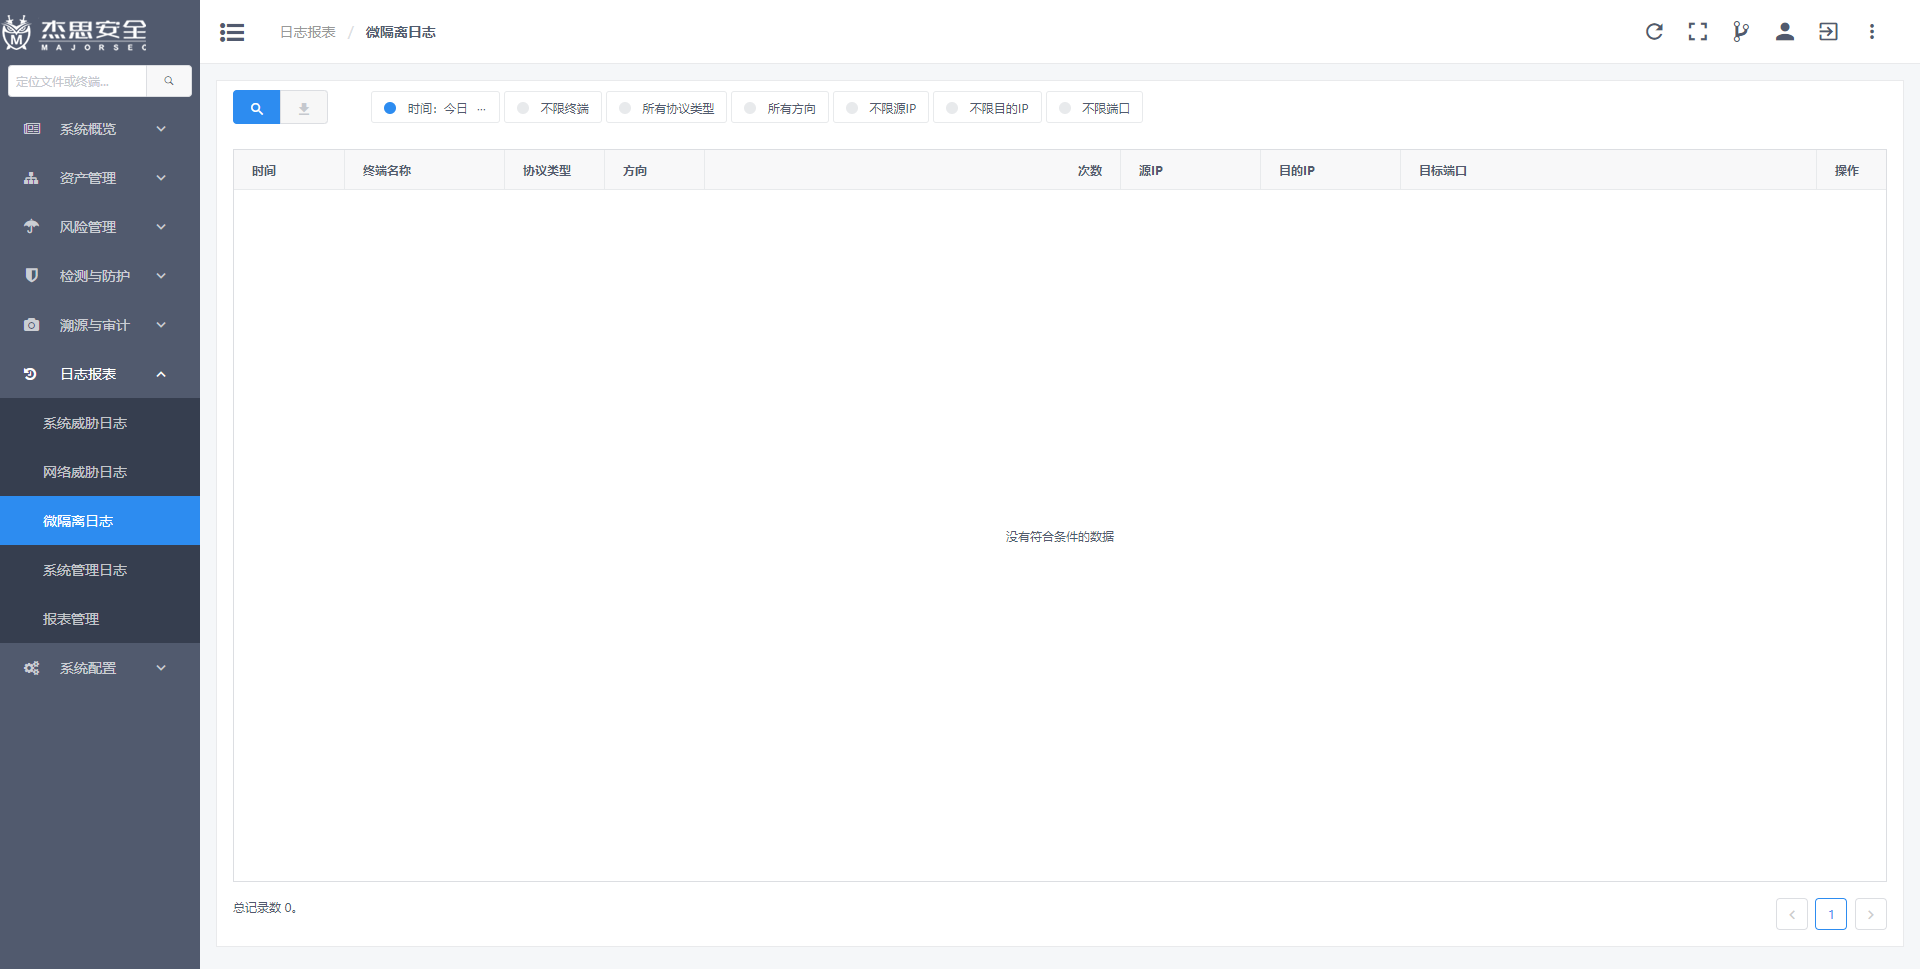 杰思安全
MAJORSEC
定位文件或终端...
系统概览
资产管理
风险管理
检测与防护
溯源与审计
日志报表
系统威胁日志
网络威胁日志
微隔离日志
系统管理日志
报表管理
系统配置
日志报表 / 微隔离日志
时间：今日 ··· 不限终端 所有协议类型 所有方向 不限源IP 不限目的IP 不限端口
时间 终端名称 协议类型 方向 次数 源IP 目的IP 目标端口 操作
没有符合条件的数据
总记录数 0。
1